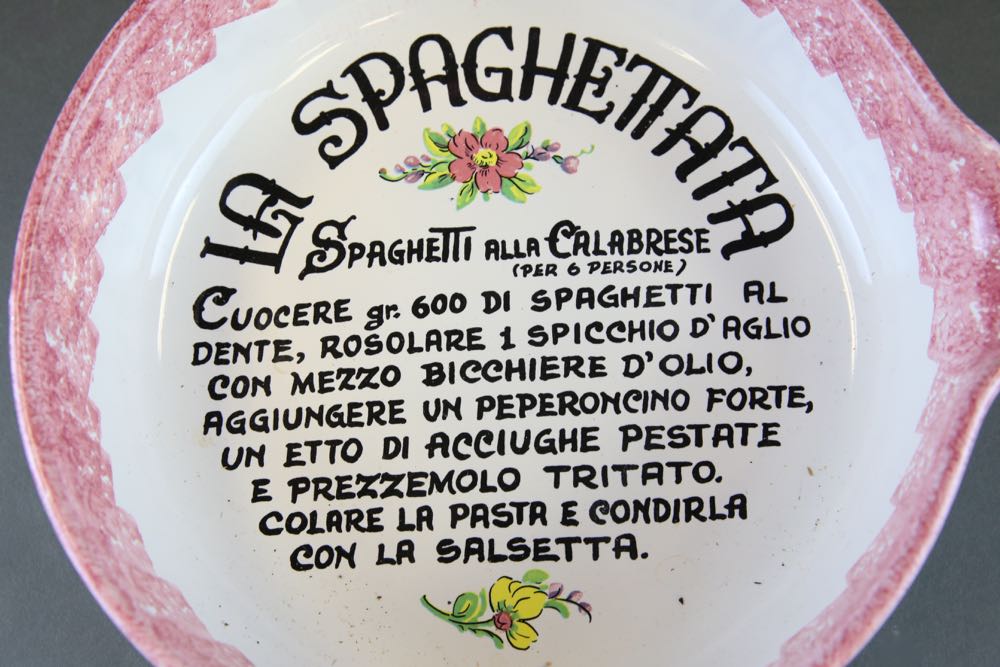 LA SPAGHETTATA
SPAGHETTI ALLA CALABRESE
(PER 6 PERSONE)
CUOCERE gr. 600 DI SPAGHETTI AL
DENTE, ROSOLARE 1 SPICCHIO D'AGLIO
CON MEZZO BICCHIERE D'OLIO,
AGGIUNGERE UN PEPERONCINO FORTE,
UN ETTO DI ACCIUGHE PESTATE
E PREZZEMOLO TRITATO.
COLARE LA PASTA E CONDIRLA
CON LA SALSETTA.